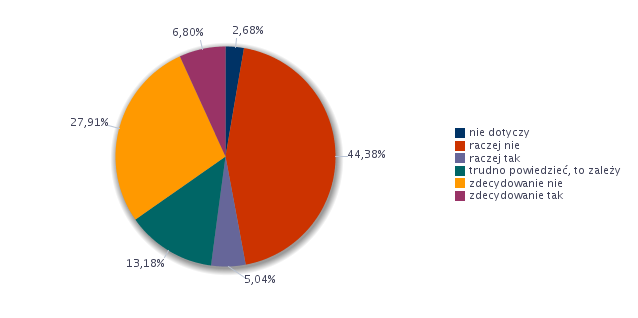 6,80%
2,68%
27,91%
44,38%
13,18%
5,04%
nie dotyczy
raczej nie
raczej tak
trudno powiedzieć, to zależy
zdecydowanie nie
zdecydowanie tak